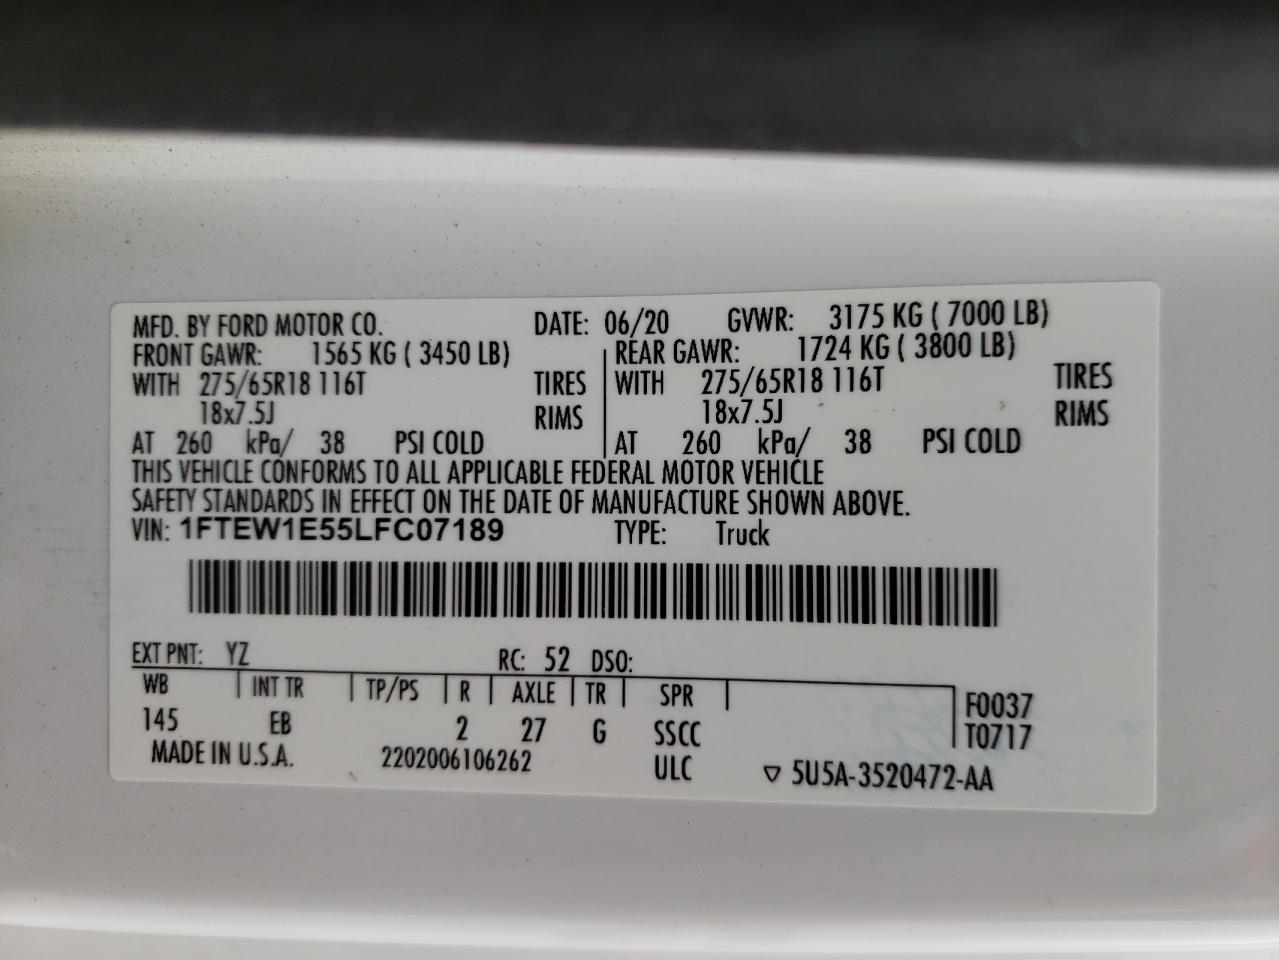 MFD. BY FORD MOTOR CO. DATE: 06/20 GVWR: 3175 KG ( 7000 LB)
FRONT GAWR: 1565 KG ( 3450 LB) REAR GAWR: 1724 KG ( 3800 LB)
WITH 275/65R18 116T TIRES WITH 275/65R18 116T TIRES
18x7.5J RIMS 18x7.5J RIMS
AT 260 kPa/ 38 PSI COLD AT 260 kPa/ 38 PSI COLD
THIS VEHICLE CONFORMS TO ALL APPLICABLE FEDERAL MOTOR VEHICLE
SAFETY STANDARDS IN EFFECT ON THE DATE OF MANUFACTURE SHOWN ABOVE.
VIN: 1FTEW1E55LFC07189 TYPE: Truck
EXT PNT: YZ RC: 52 DSO:
WB INT TR TP/PS R AXLE TR SPR F0037
145 EB 2 27 G SSCC T0717
MADE IN U.S.A. 2202006106262 ULC ▽ 5U5A-3520472-AA